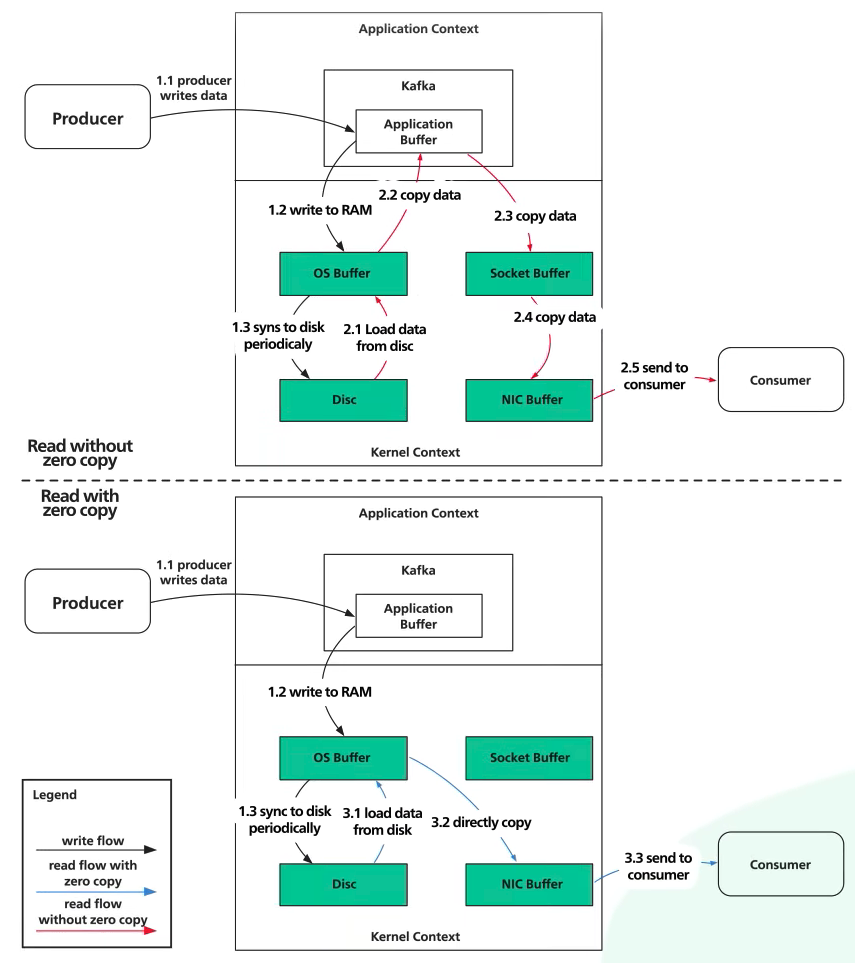 Application Context
Kafka
Application
Buffer
1.1 producer
writes data
Producer
1.2 write to RAM
2.2 copy data
2.3 copy data
OS Buffer
Socket Buffer
1.3 syns to disk
periodicaly
2.1 Load data
from disc
2.4 copy data
Disc
NIC Buffer
2.5 send to
consumer
Consumer
Kernel Context
Read without
zero copy
Read with
zero copy
Application Context
Kafka
Application
Buffer
1.1 producer
writes data
Producer
1.2 write to RAM
OS Buffer
Socket Buffer
1.3 sync to disk
periodically
3.1 load data
from disk
3.2 directly copy
Disc
NIC Buffer
3.3 send to
consumer
Consumer
Kernel Context
Legend
write flow
read flow with
zero copy
read flow
without zero copy